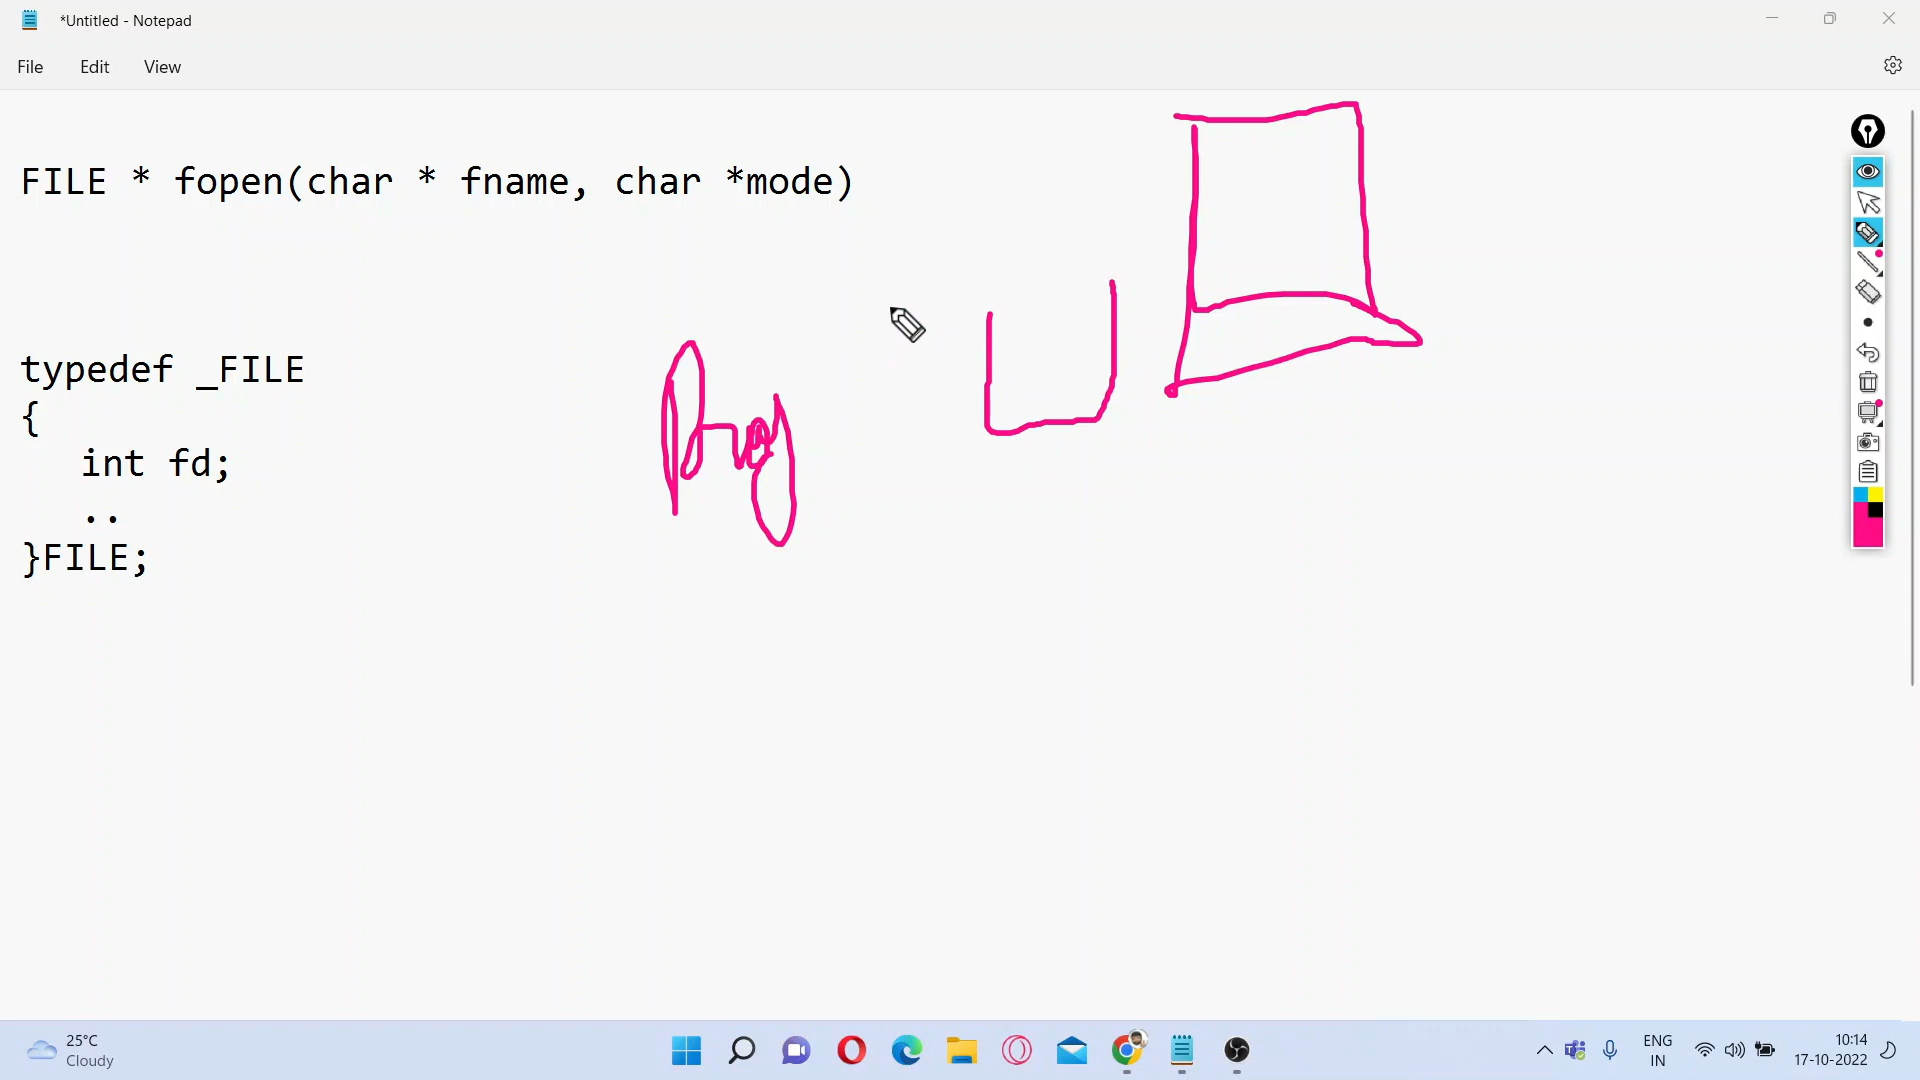 *Untitled - Notepad
File Edit View
FILE * fopen(char * fname, char *mode)
typedef _FILE
{
int fd;
..
}FILE;
Prog
25°C
Cloudy
ENG
IN
10:14
17-10-2022